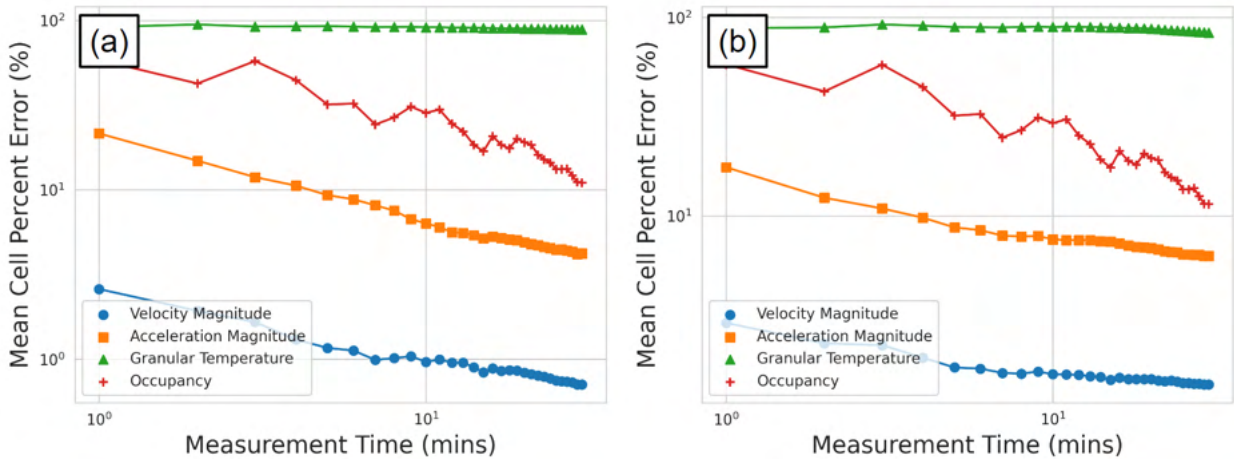 (a)
Mean Cell Percent Error (%)
10²
10¹
10⁰
Velocity Magnitude
Acceleration Magnitude
Granular Temperature
Occupancy
10⁰
10¹
Measurement Time (mins)
(b)
Mean Cell Percent Error (%)
10²
10¹
Velocity Magnitude
Acceleration Magnitude
Granular Temperature
Occupancy
10⁰
10¹
Measurement Time (mins)